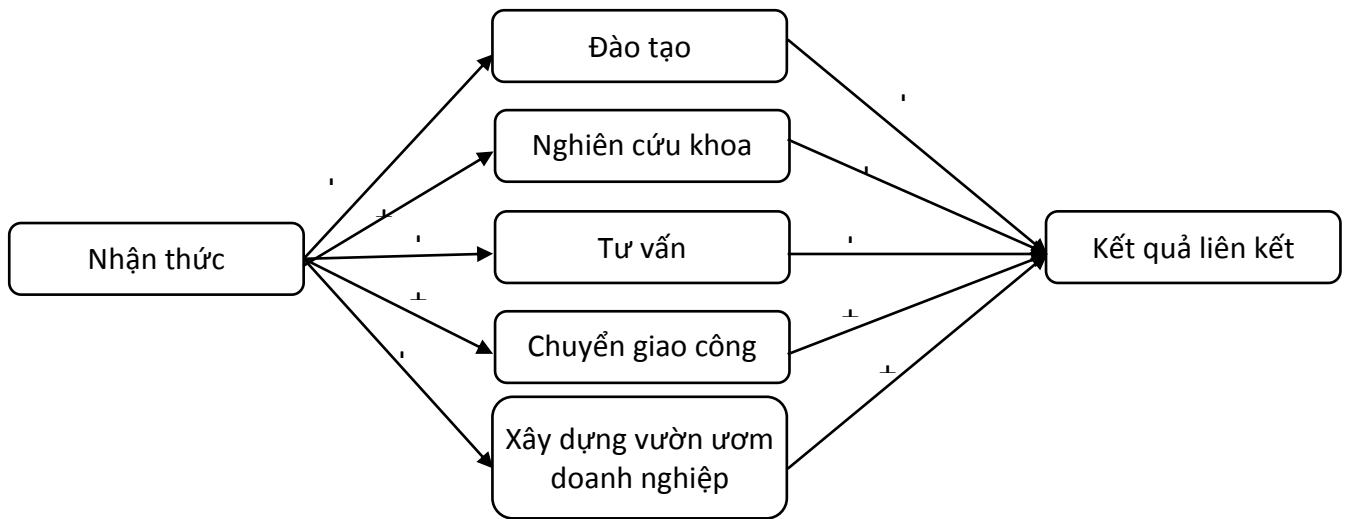 Đào tạo
Nghiên cứu khoa
Nhận thức
Tư vấn
Kết quả liên kết
Chuyển giao công
Xây dựng vườn ươm
doanh nghiệp